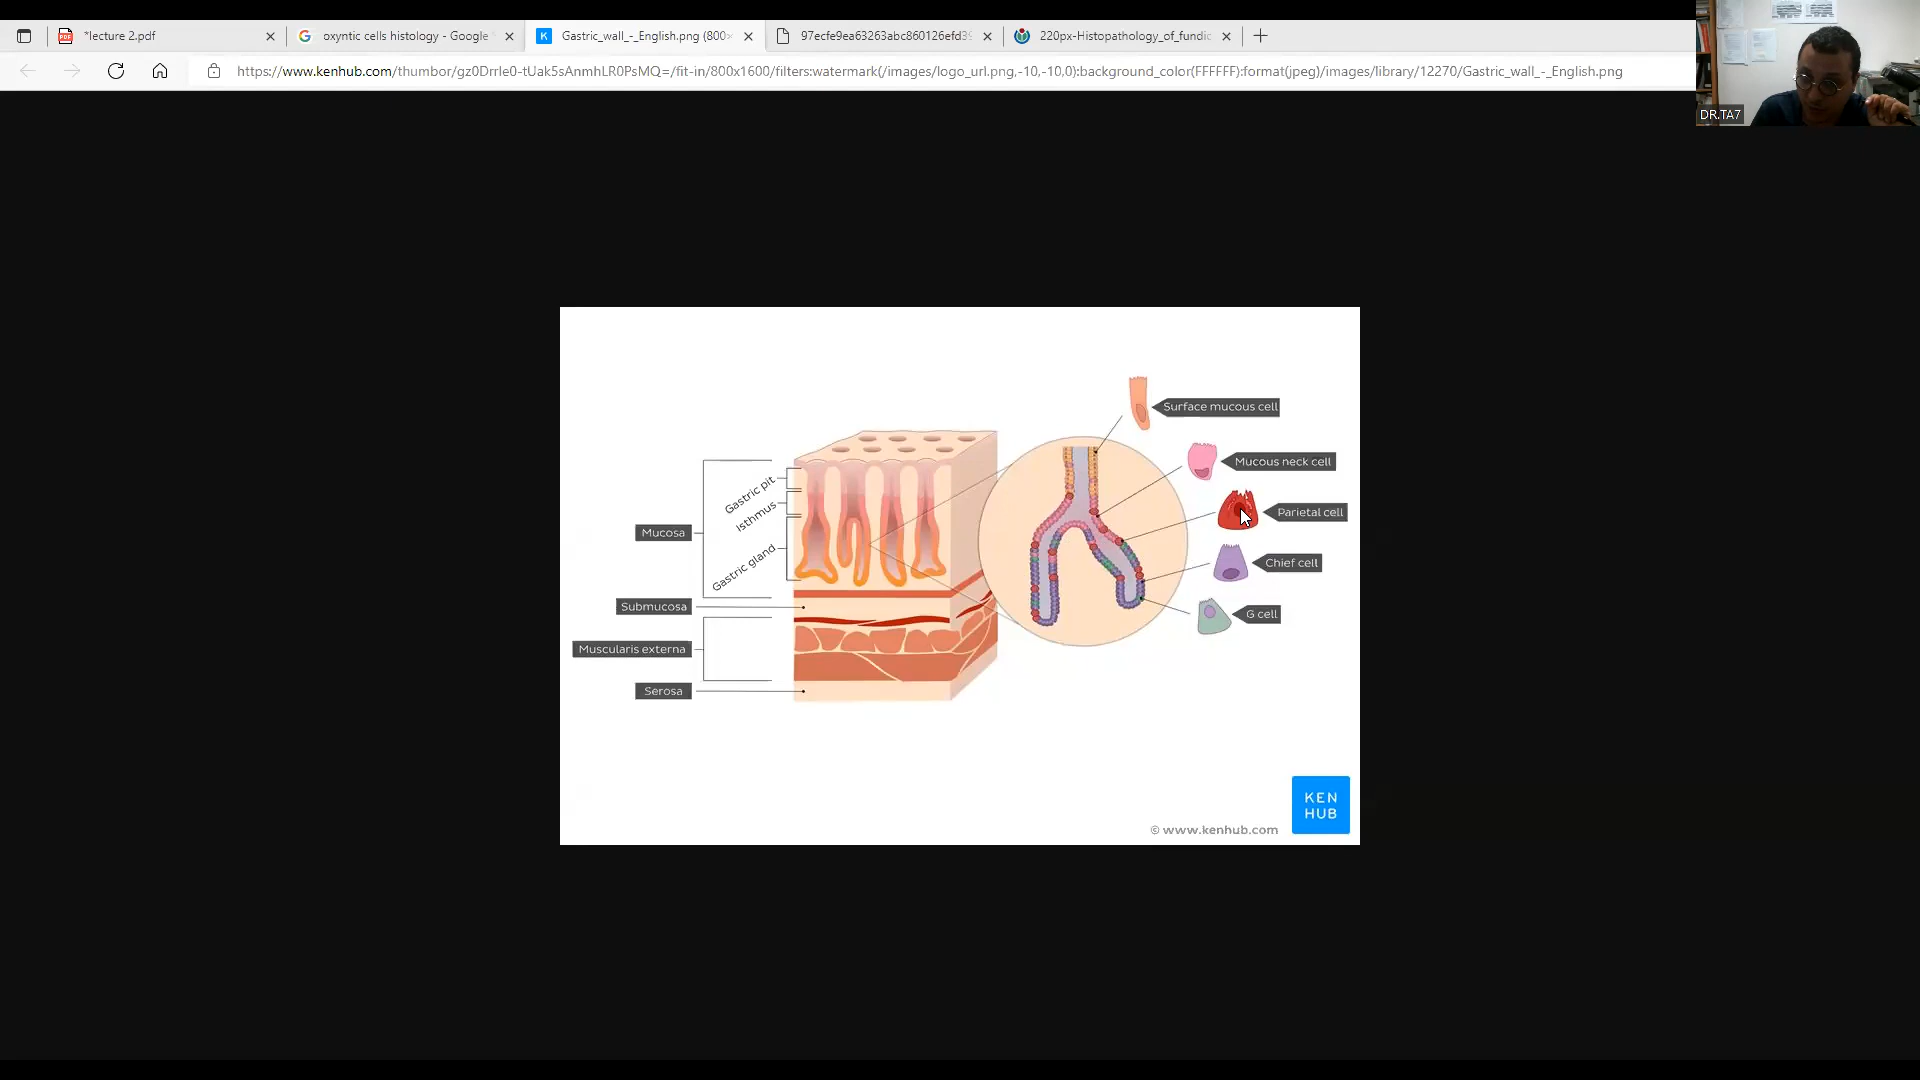 *lecture 2.pdf
oxyntic cells histology - Google
Gastric_wall_-_English.png (800×
97ecfe9ea63263abc860126efd39
220px-Histopathology_of_fundic
https://www.kenhub.com/thumbor/gz0Drrle0-tUak5sAnmhLR0PsMQ=/fit-in/800x1600/filters:watermark(/images/logo_url.png,-10,-10,0):background_color(FFFFFF):format(jpeg)/images/library/12270/Gastric_wall_-_English.png
DR.TA7
Surface mucous cell
Mucous neck cell
Parietal cell
Chief cell
G cell
Gastric pit
Isthmus
Gastric gland
Mucosa
Submucosa
Muscularis externa
Serosa
KEN
HUB
© www.kenhub.com